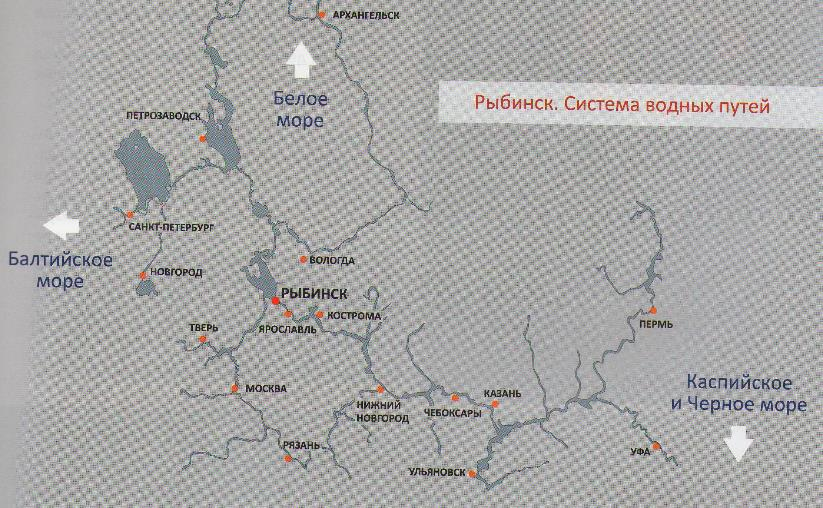 АРХАНГЕЛЬСК
Белое
море
Рыбинск. Система водных путей
ПЕТРОЗАВОДСК
САНКТ-ПЕТЕРБУРГ
Балтийское
море
НОВГОРОД
ВОЛОГДА
РЫБИНСК
ЯРОСЛАВЛЬ
КОСТРОМА
ТВЕРЬ
ПЕРМЬ
МОСКВА
НИЖНИЙ
НОВГОРОД
ЧЕБОКСАРЫ
КАЗАНЬ
Каспийское
и Черное море
РЯЗАНЬ
УЛЬЯНОВСК
УФА